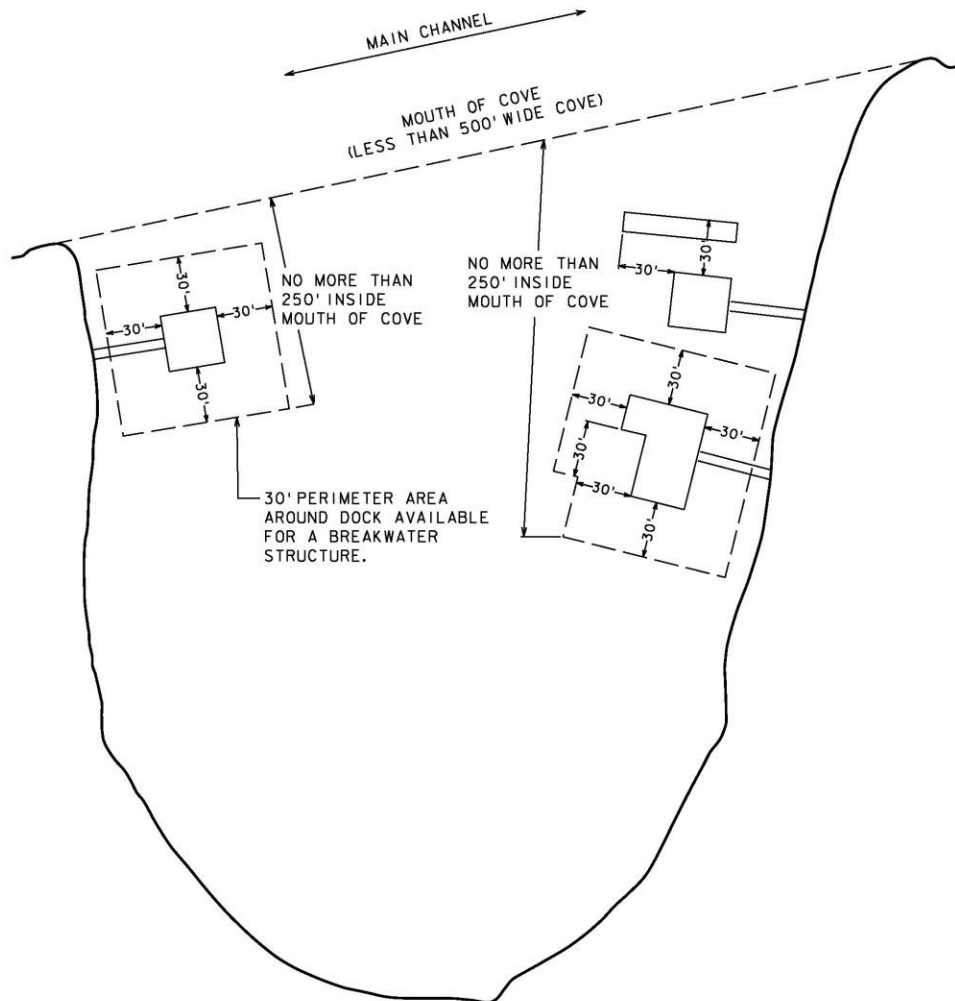 MAIN CHANNEL
MOUTH OF COVE
(LESS THAN 500' WIDE COVE)
NO MORE THAN
250' INSIDE
MOUTH OF COVE
NO MORE THAN
250' INSIDE
MOUTH OF COVE
30'
30'
30'
30'
30'
30'
30'
30'
30'
30'
30'
30'
30'
30' PERIMETER AREA
AROUND DOCK AVAILABLE
FOR A BREAKWATER
STRUCTURE.